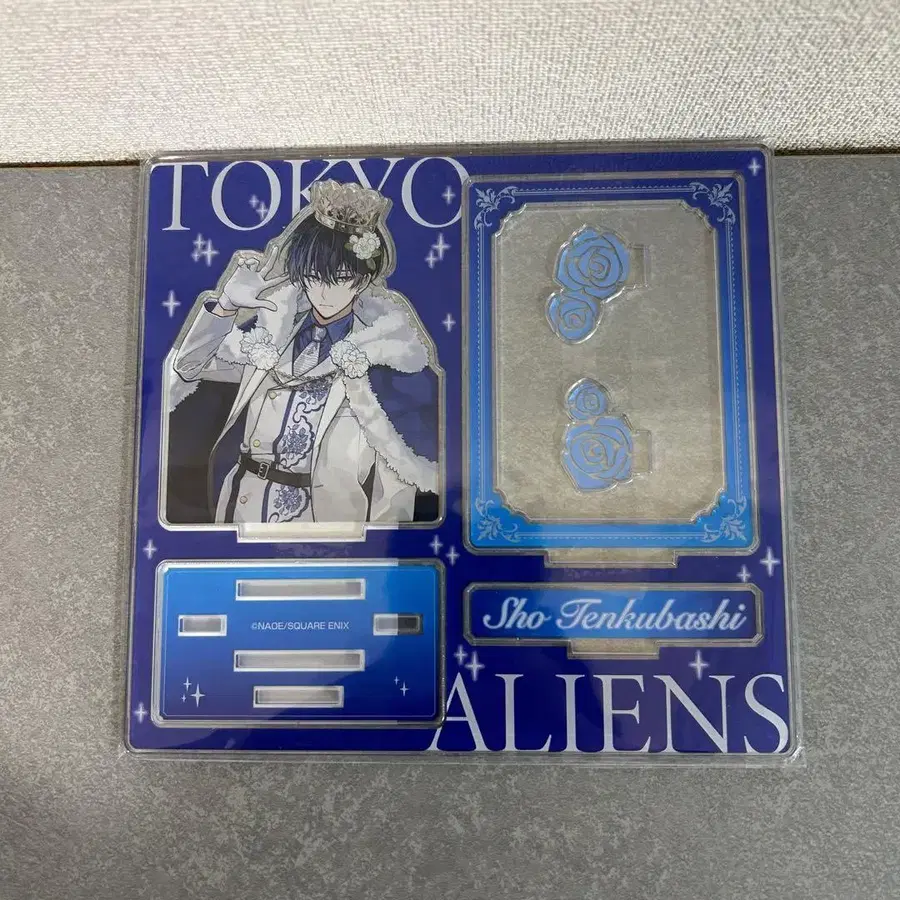 TOKYO
©NAOE/SQUARE ENIX
Sho Tenkubashi
ALIENS